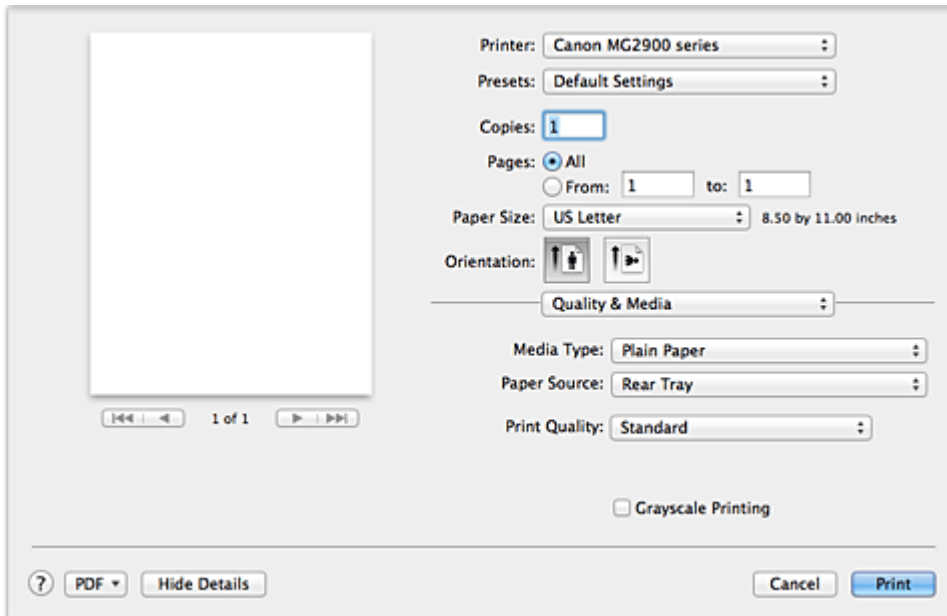 Printer: Canon MG2900 series
Presets: Default Settings
Copies: 1
Pages: All
From: 1 to: 1
Paper Size: US Letter 8.50 by 11.00 inches
Orientation:
Quality & Media
Media Type: Plain Paper
Paper Source: Rear Tray
1 of 1
Print Quality: Standard
Grayscale Printing
? PDF Hide Details Cancel Print